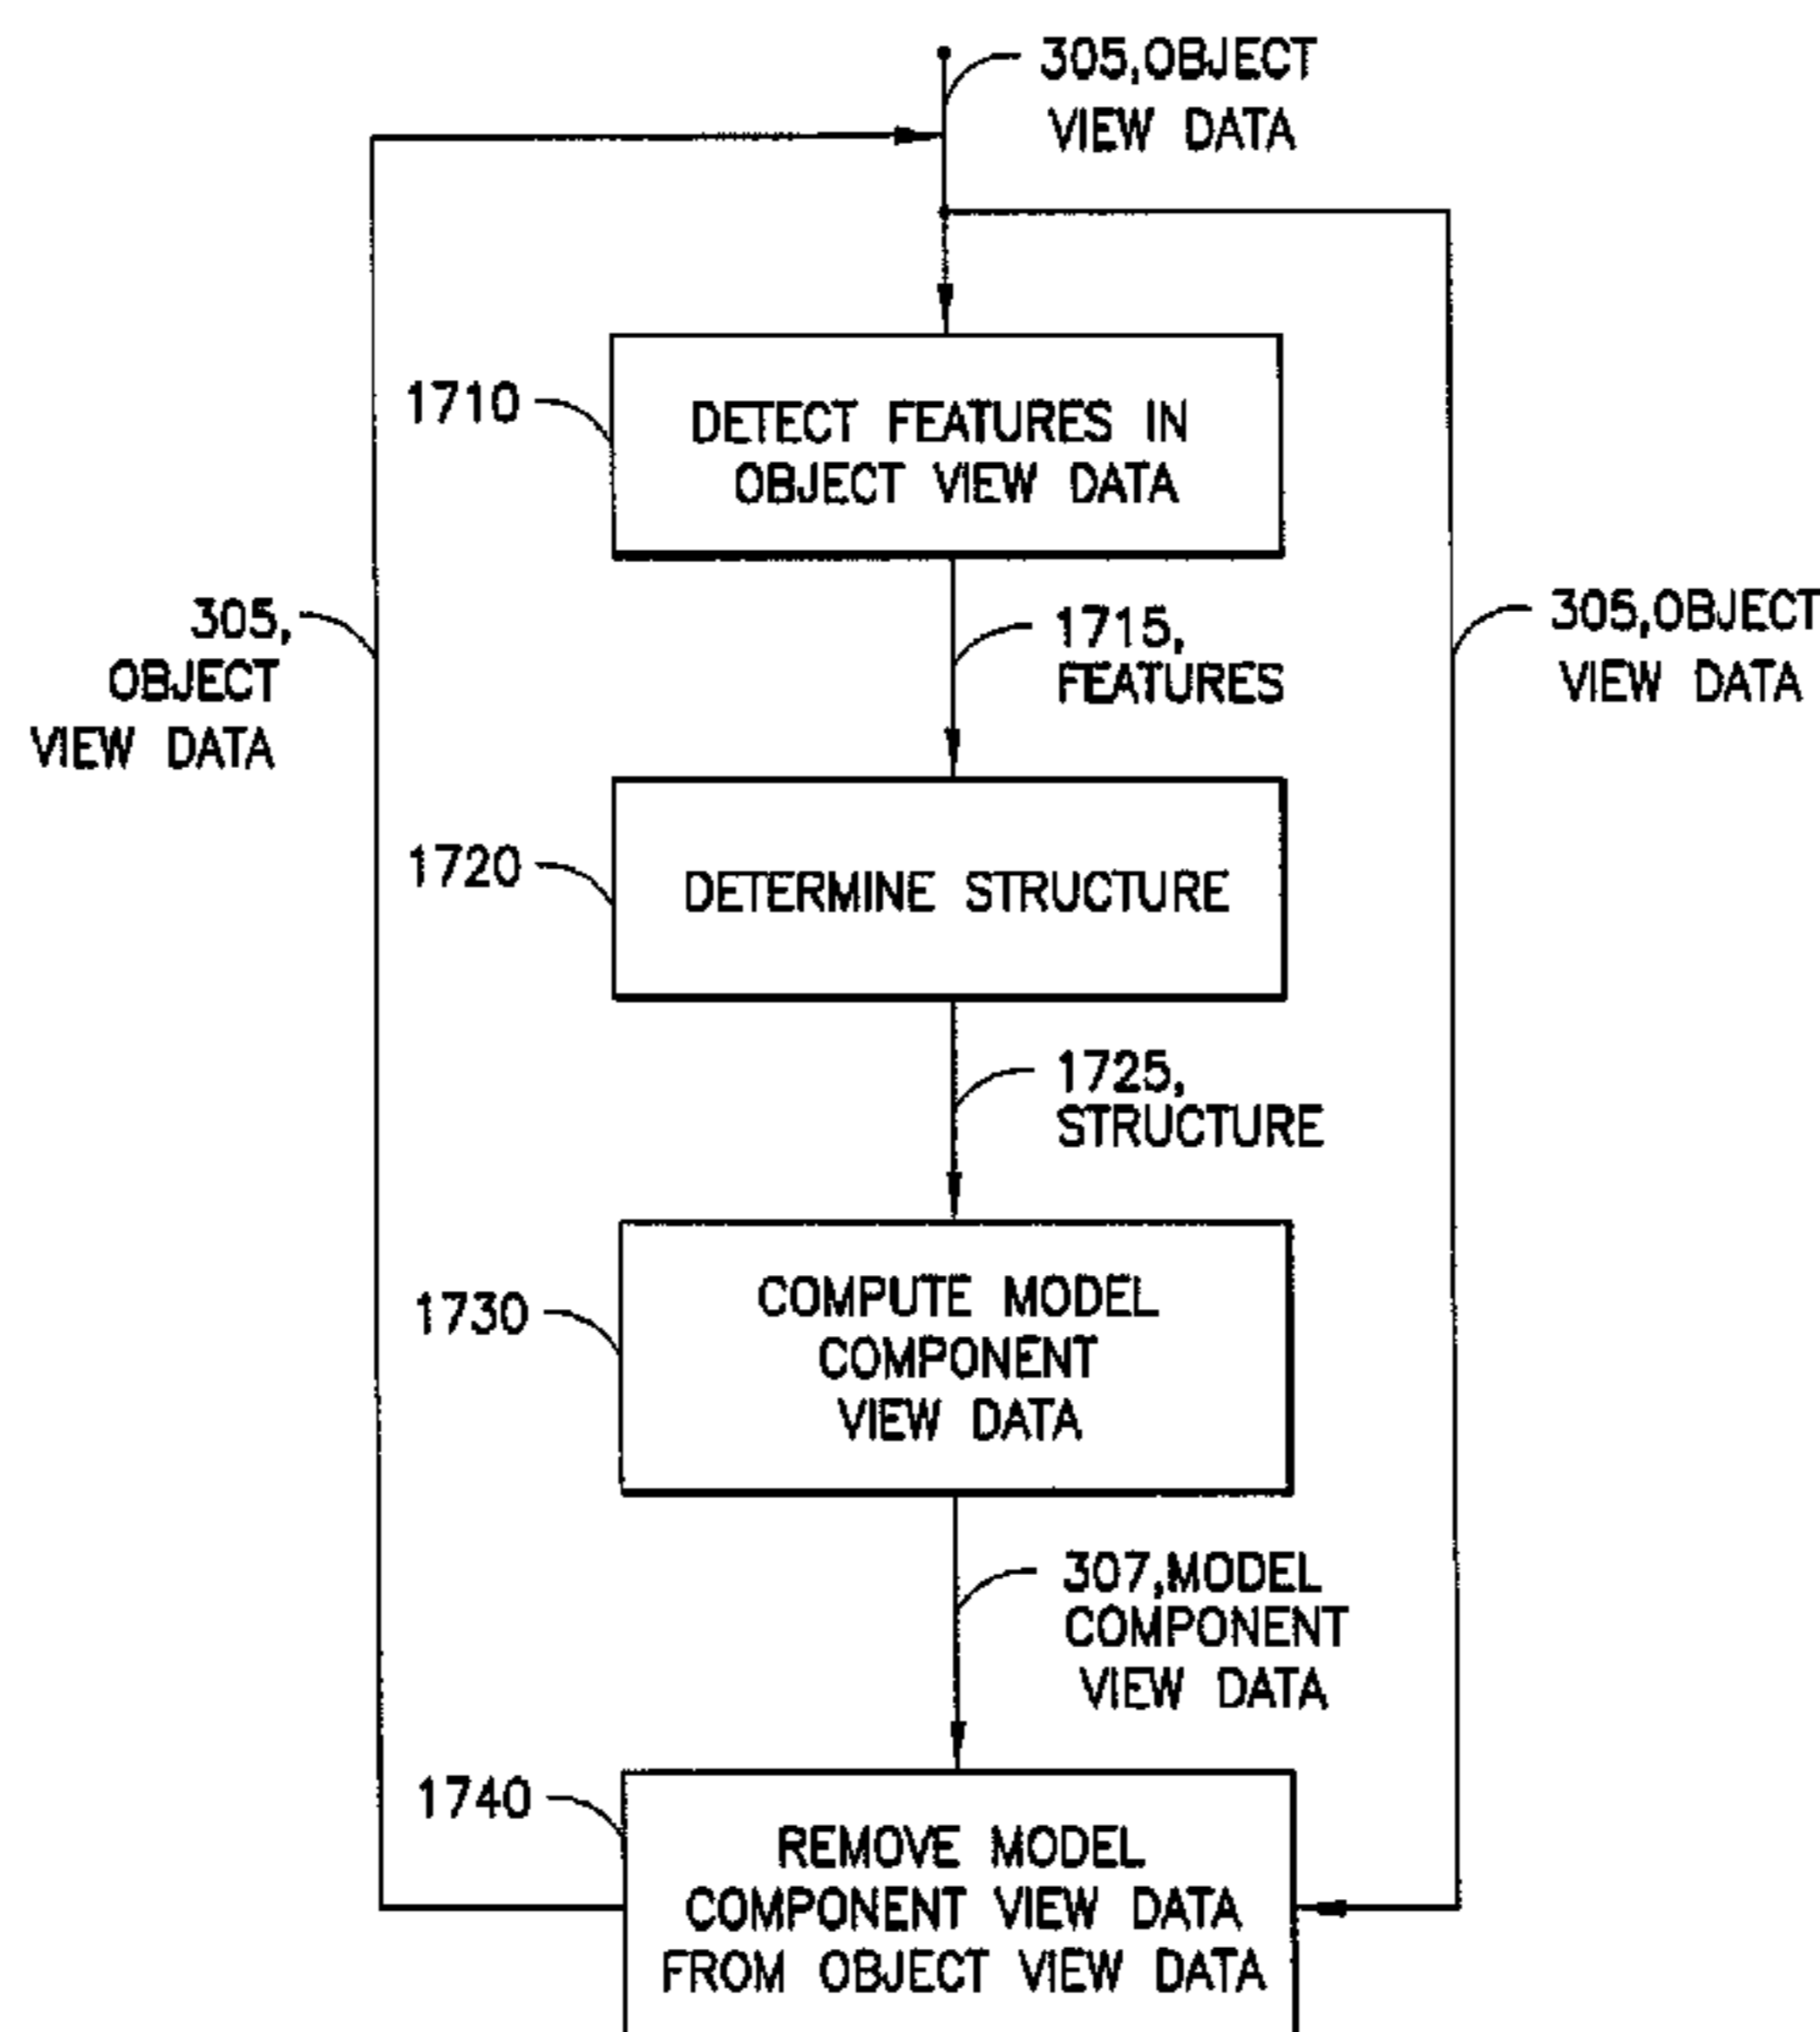 305,OBJECT
VIEW DATA
1710
DETECT FEATURES IN
OBJECT VIEW DATA
305,
OBJECT
VIEW DATA
1715,
FEATURES
305,OBJECT
VIEW DATA
1720
DETERMINE STRUCTURE
1725,
STRUCTURE
1730
COMPUTE MODEL
COMPONENT
VIEW DATA
307,MODEL
COMPONENT
VIEW DATA
1740
REMOVE MODEL
COMPONENT VIEW DATA
FROM OBJECT VIEW DATA